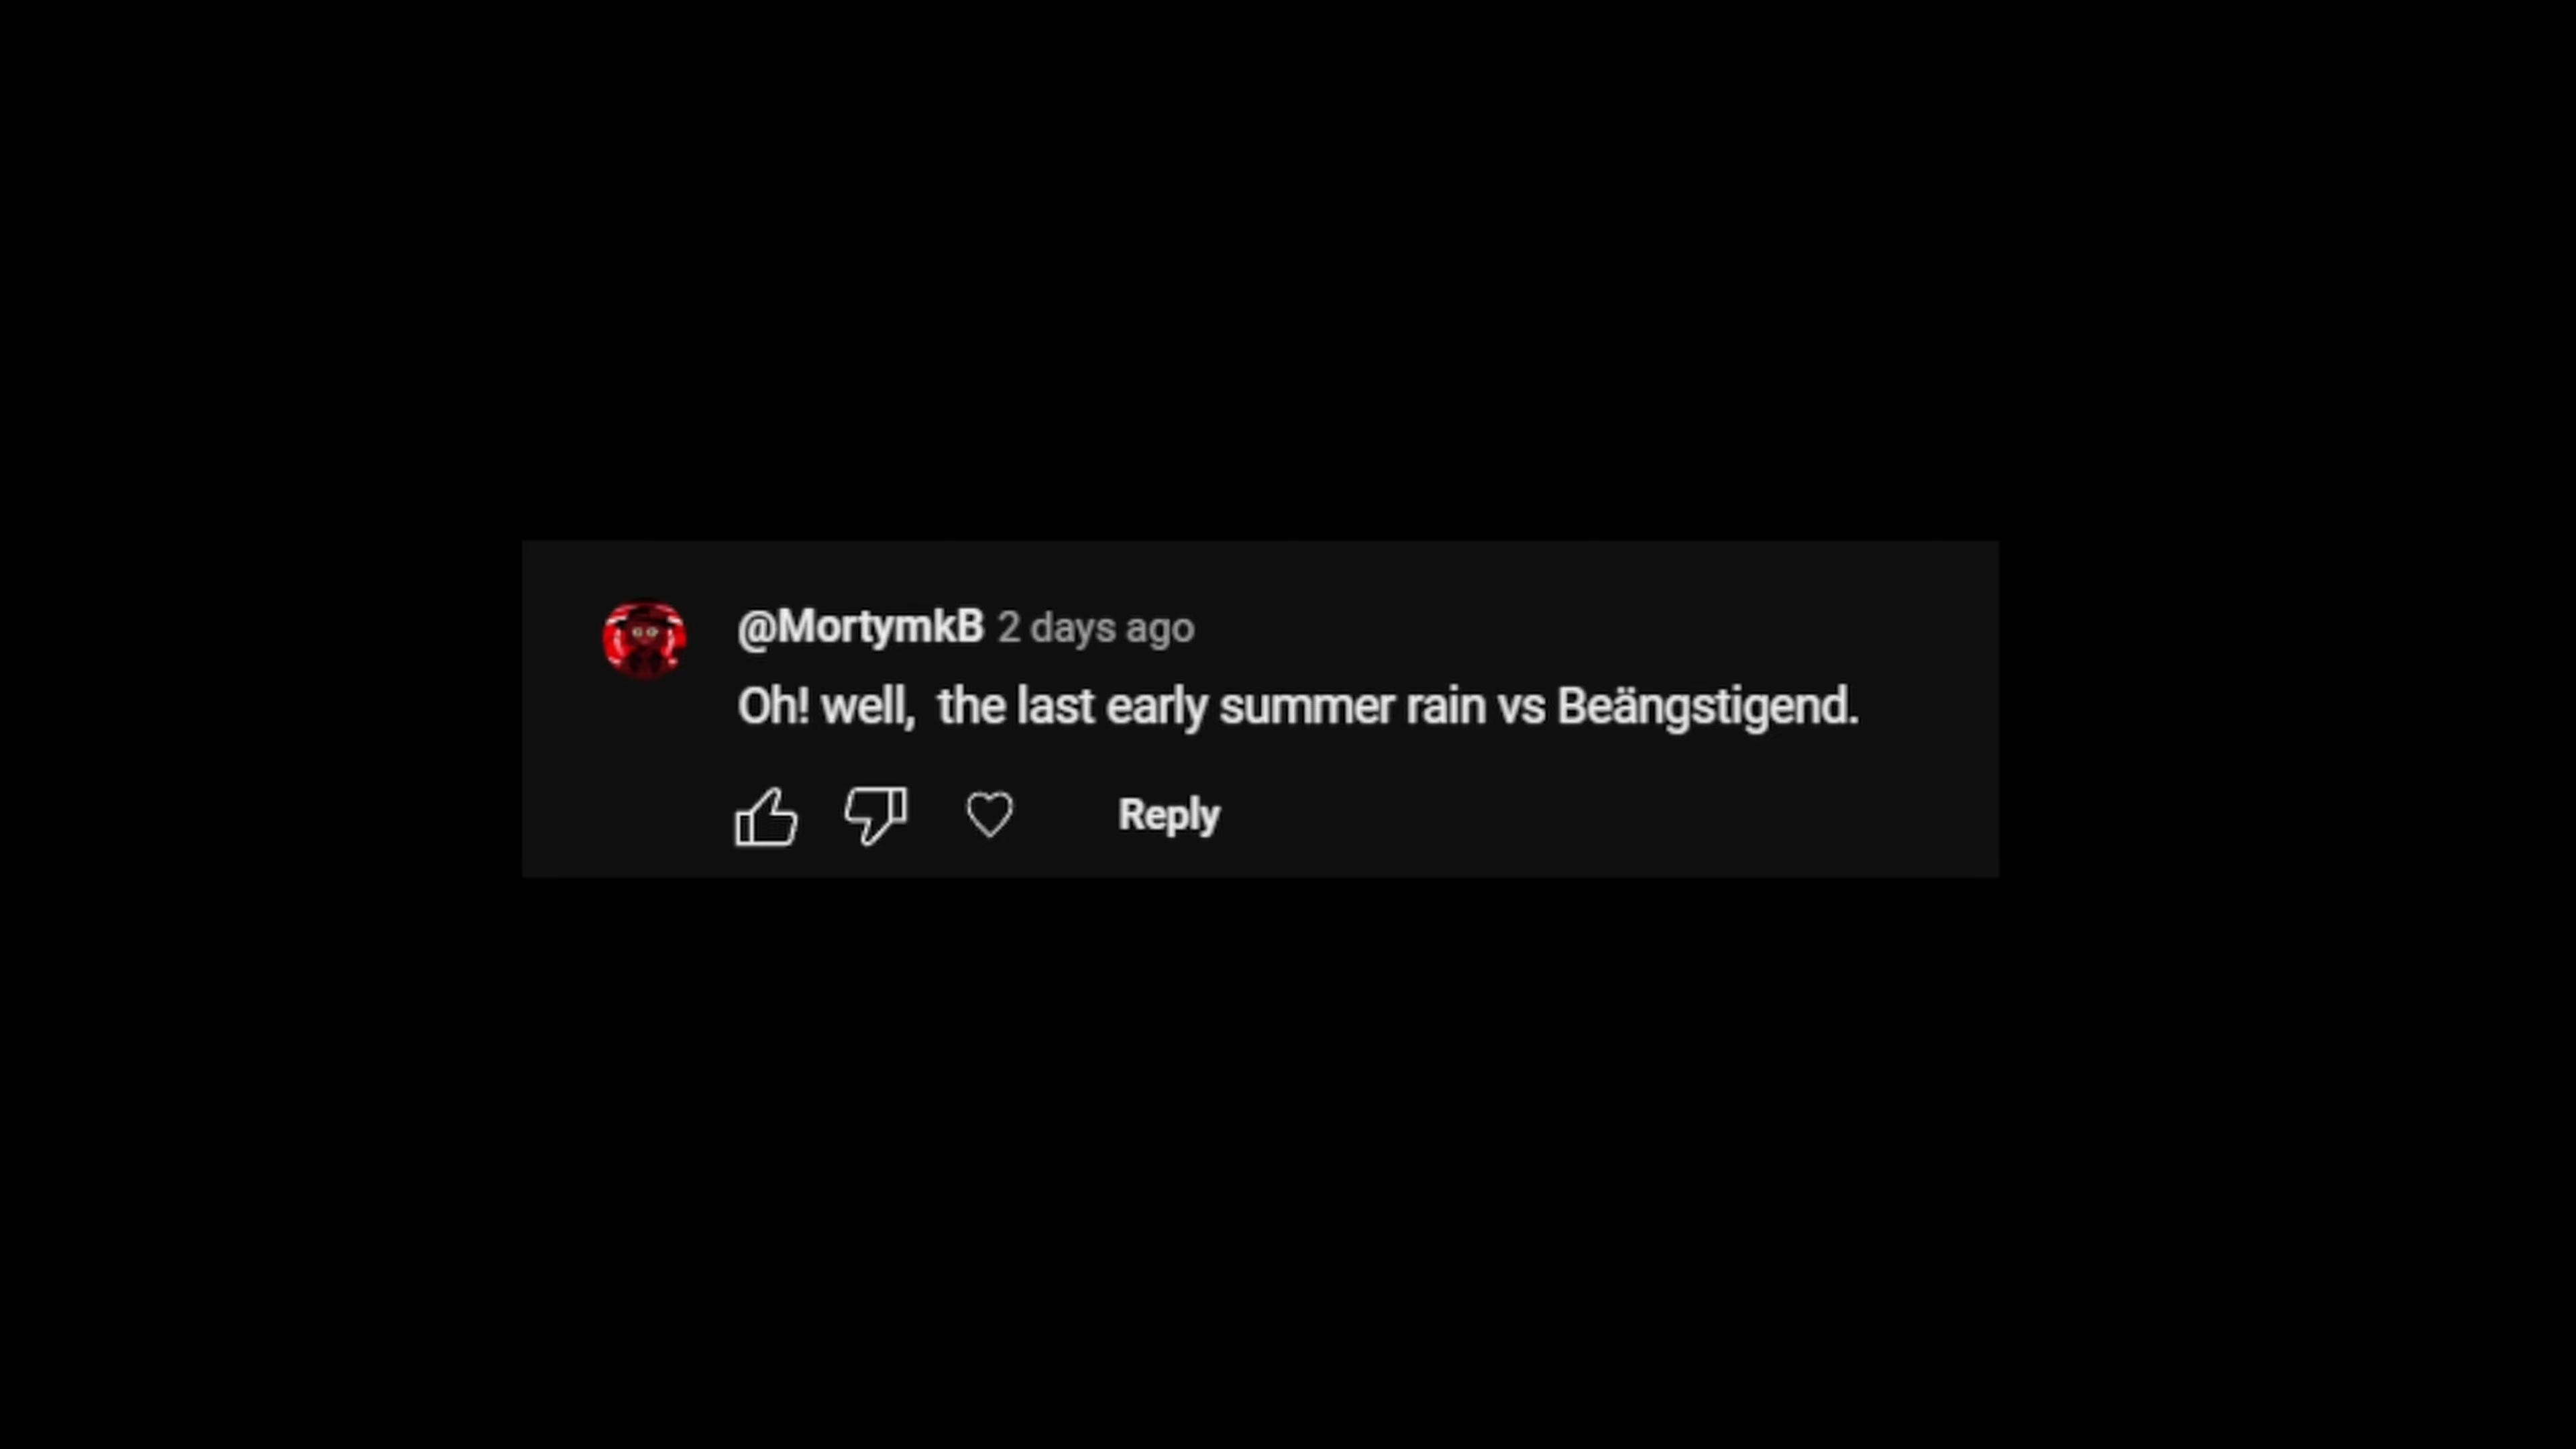 @MortymkB 2 days ago
Oh! well,  the last early summer rain vs Beängstigend.
Reply